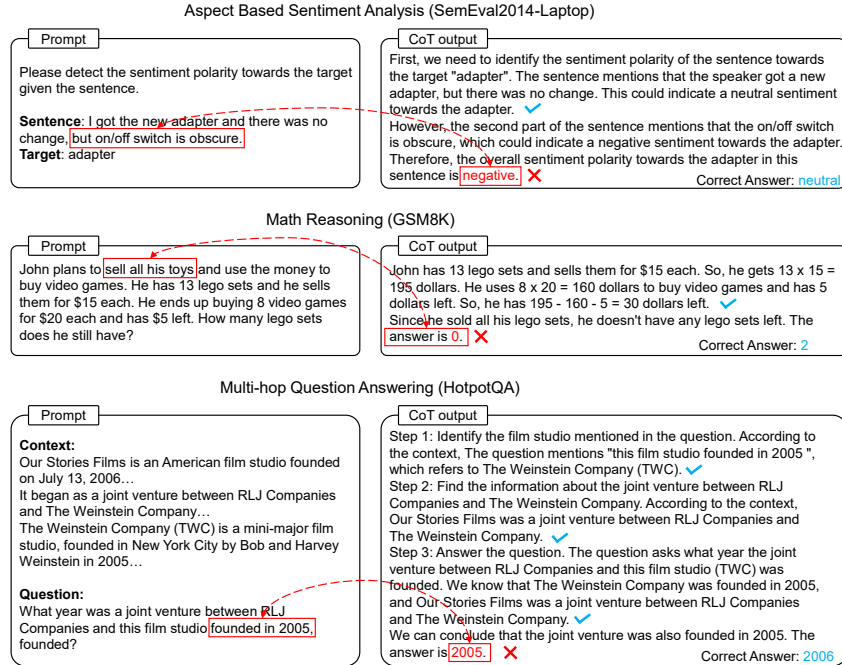 Aspect Based Sentiment Analysis (SemEval2014-Laptop)
Prompt
Please detect the sentiment polarity towards the target
given the sentence.
Sentence: I got the new adapter and there was no
change, but on/off switch is obscure.
Target: adapter
CoT output
First, we need to identify the sentiment polarity of the sentence towards
the target "adapter". The sentence mentions that the speaker got a new
adapter, but there was no change. This could indicate a neutral sentiment
towards the adapter.
However, the second part of the sentence mentions that the on/off switch
is obscure, which could indicate a negative sentiment towards the adapter.
Therefore, the overall sentiment polarity towards the adapter in this
sentence is negative.
Correct Answer: neutral
Math Reasoning (GSM8K)
Prompt
John plans to sell all his toys and use the money to
buy video games. He has 13 lego sets and he sells
them for $15 each. He ends up buying 8 video games
for $20 each and has $5 left. How many lego sets
does he still have?
CoT output
John has 13 lego sets and sells them for $15 each. So, he gets 13 x 15 =
195 dollars. He uses 8 x 20 = 160 dollars to buy video games and has 5
dollars left. So, he has 195 - 160 - 5 = 30 dollars left.
Since he sold all his lego sets, he doesn't have any lego sets left. The
answer is 0.
Correct Answer: 2
Multi-hop Question Answering (HotpotQA)
Prompt
Context:
Our Stories Films is an American film studio founded
on July 13, 2006…
It began as a joint venture between RLJ Companies
and The Weinstein Company…
The Weinstein Company (TWC) is a mini-major film
studio, founded in New York City by Bob and Harvey
Weinstein in 2005…
Question:
What year was a joint venture between RLJ
Companies and this film studio founded in 2005,
founded?
CoT output
Step 1: Identify the film studio mentioned in the question. According to
the context, The question mentions "this film studio founded in 2005 ",
which refers to The Weinstein Company (TWC).
Step 2: Find the information about the joint venture between RLJ
Companies and The Weinstein Company. According to the context,
Our Stories Films was a joint venture between RLJ Companies and
The Weinstein Company.
Step 3: Answer the question. The question asks what year the joint
venture between RLJ Companies and this film studio (TWC) was
founded. We know that The Weinstein Company was founded in 2005,
and Our Stories Films was a joint venture between RLJ Companies
and The Weinstein Company.
We can conclude that the joint venture was also founded in 2005. The
answer is 2005.
Correct Answer: 2006